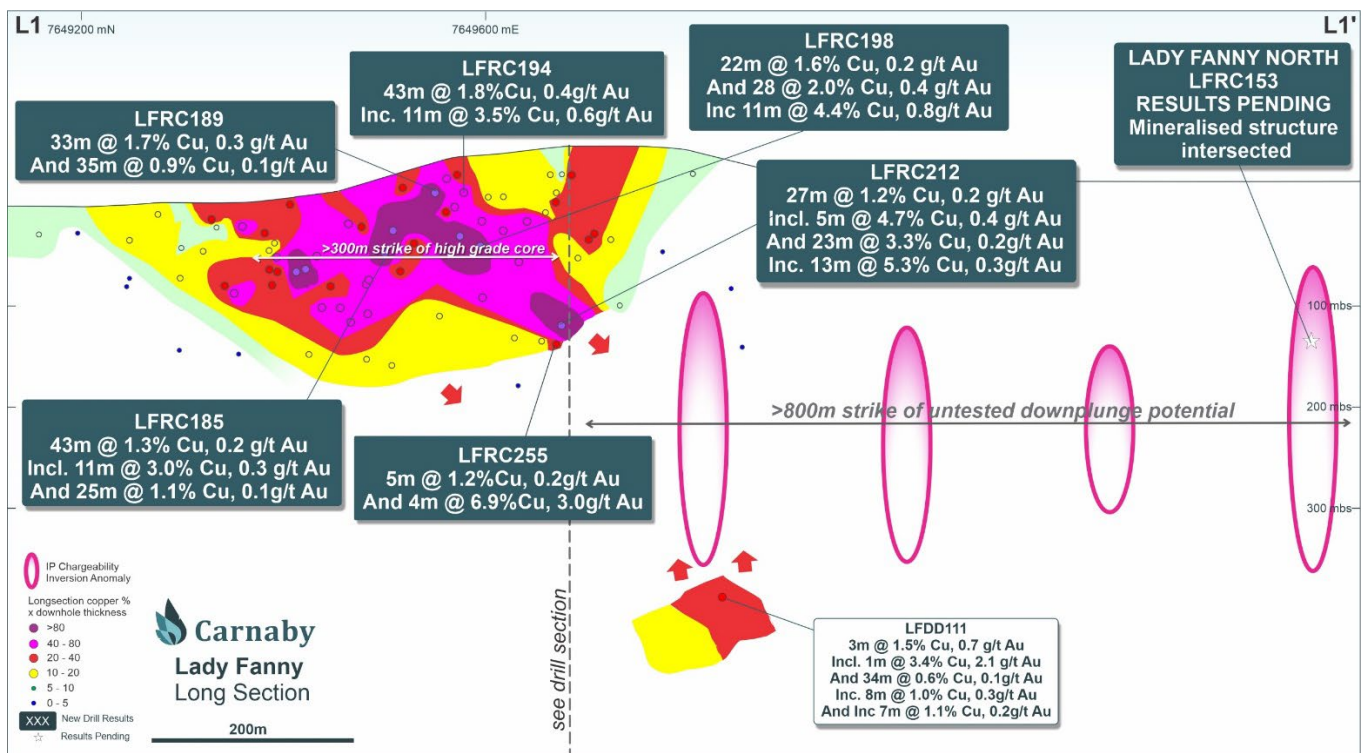 L1
7649200 mN
7649600 mE
L1'
LFRC189
33m @ 1.7% Cu, 0.3 g/t Au
And 35m @ 0.9% Cu, 0.1g/t Au
LFRC194
43m @ 1.8%Cu, 0.4g/t Au
Inc. 11m @ 3.5% Cu, 0.6g/t Au
LFRC198
22m @ 1.6% Cu, 0.2 g/t Au
And 28 @ 2.0% Cu, 0.4 g/t Au
Inc 11m @ 4.4% Cu, 0.8g/t Au
LADY FANNY NORTH
LFRC153
RESULTS PENDING
Mineralised structure
intersected
LFRC212
27m @ 1.2% Cu, 0.2 g/t Au
Incl. 5m @ 4.7% Cu, 0.4 g/t Au
And 23m @ 3.3% Cu, 0.2g/t Au
Inc. 13m @ 5.3% Cu, 0.3g/t Au
>300m strike of high grade core
100 mbs
200 mbs
300 mbs
>800m strike of untested downplunge potential
LFRC185
43m @ 1.3% Cu, 0.2 g/t Au
Incl. 11m @ 3.0% Cu, 0.3 g/t Au
And 25m @ 1.1% Cu, 0.1g/t Au
LFRC255
5m @ 1.2%Cu, 0.2g/t Au
And 4m @ 6.9%Cu, 3.0g/t Au
see drill section
LFDD111
3m @ 1.5% Cu, 0.7 g/t Au
Incl. 1m @ 3.4% Cu, 2.1 g/t Au
And 34m @ 0.6% Cu, 0.1g/t Au
Inc. 8m @ 1.0% Cu, 0.3g/t Au
And Inc 7m @ 1.1% Cu, 0.2g/t Au
IP Chargeability
Inversion Anomaly
Longsection copper %
x downhole thickness
>80
40 - 80
20 - 40
10 - 20
5 - 10
0 - 5
XXX New Drill Results
Results Pending
Carnaby
Lady Fanny
Long Section
200m